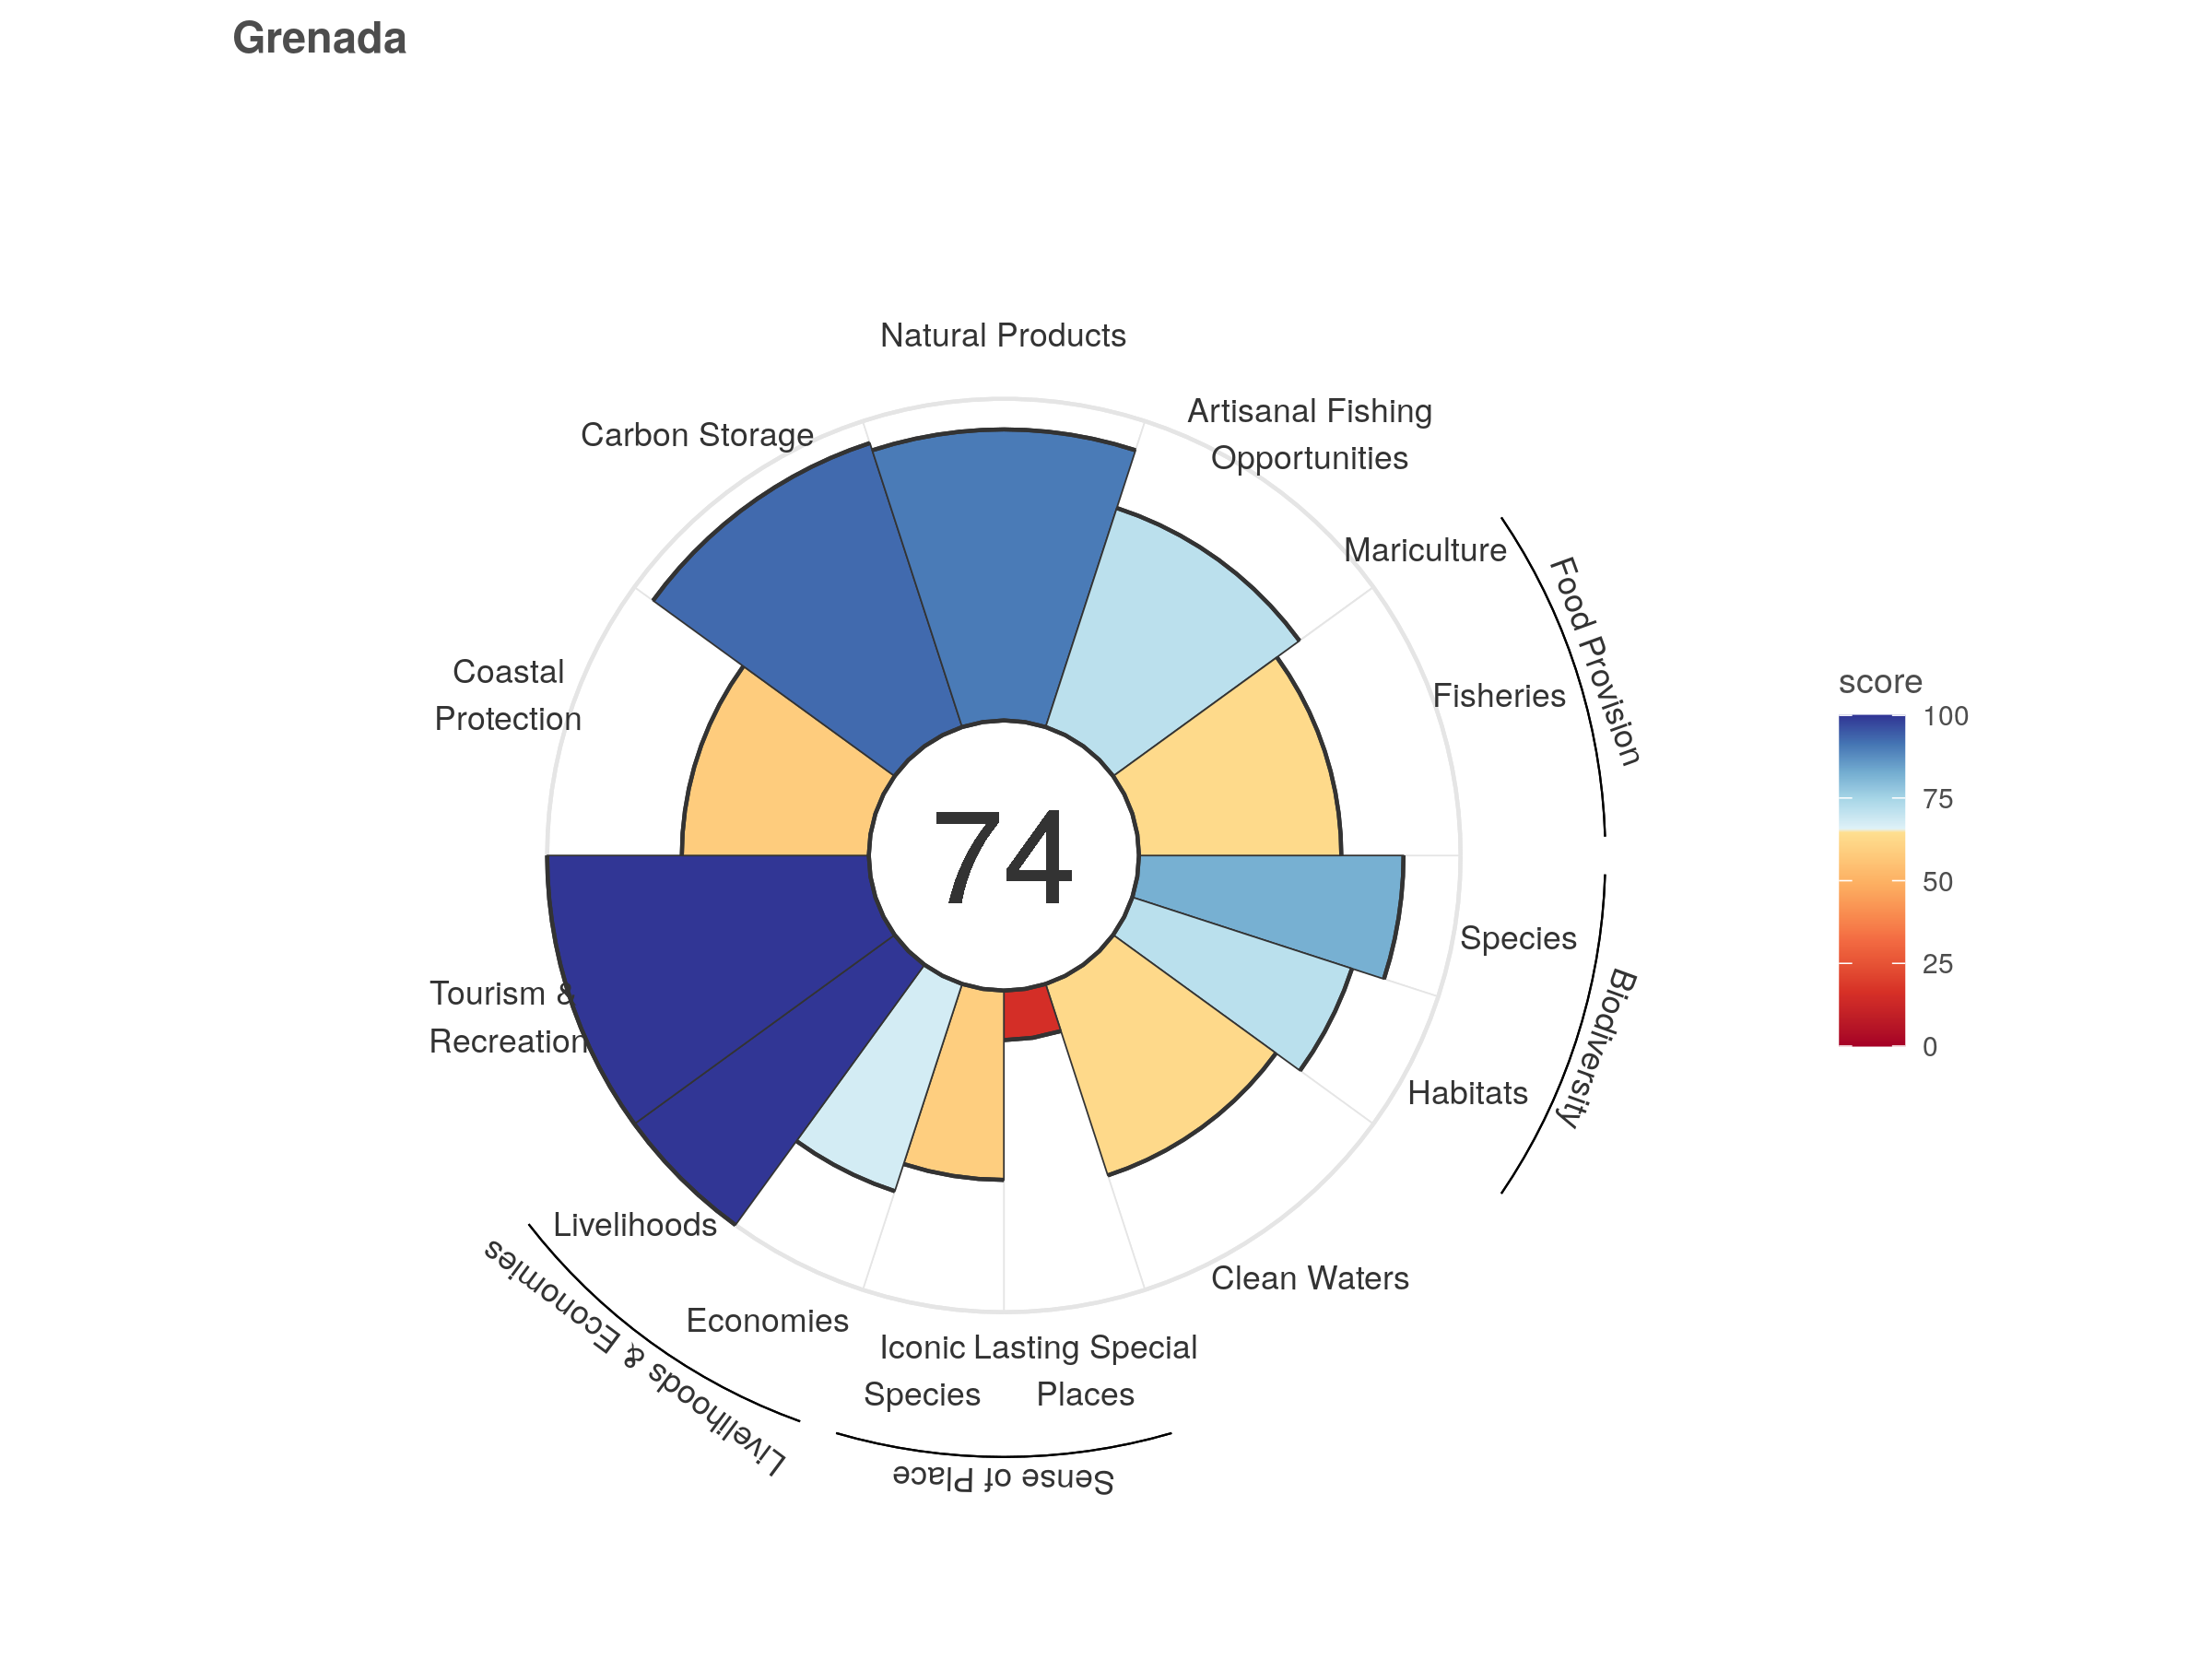 Grenada
Natural Products
Artisanal Fishing
Opportunities
Carbon Storage
Mariculture
Food Provision
Fisheries
Coastal
Protection
score
100
75
50
25
0
74
Species
Biodiversity
Habitats
Tourism &
Recreation
Livelihoods
Livelihoods & Economies
Economies
Clean Waters
Iconic
Species
Lasting Special
Places
Sense of Place